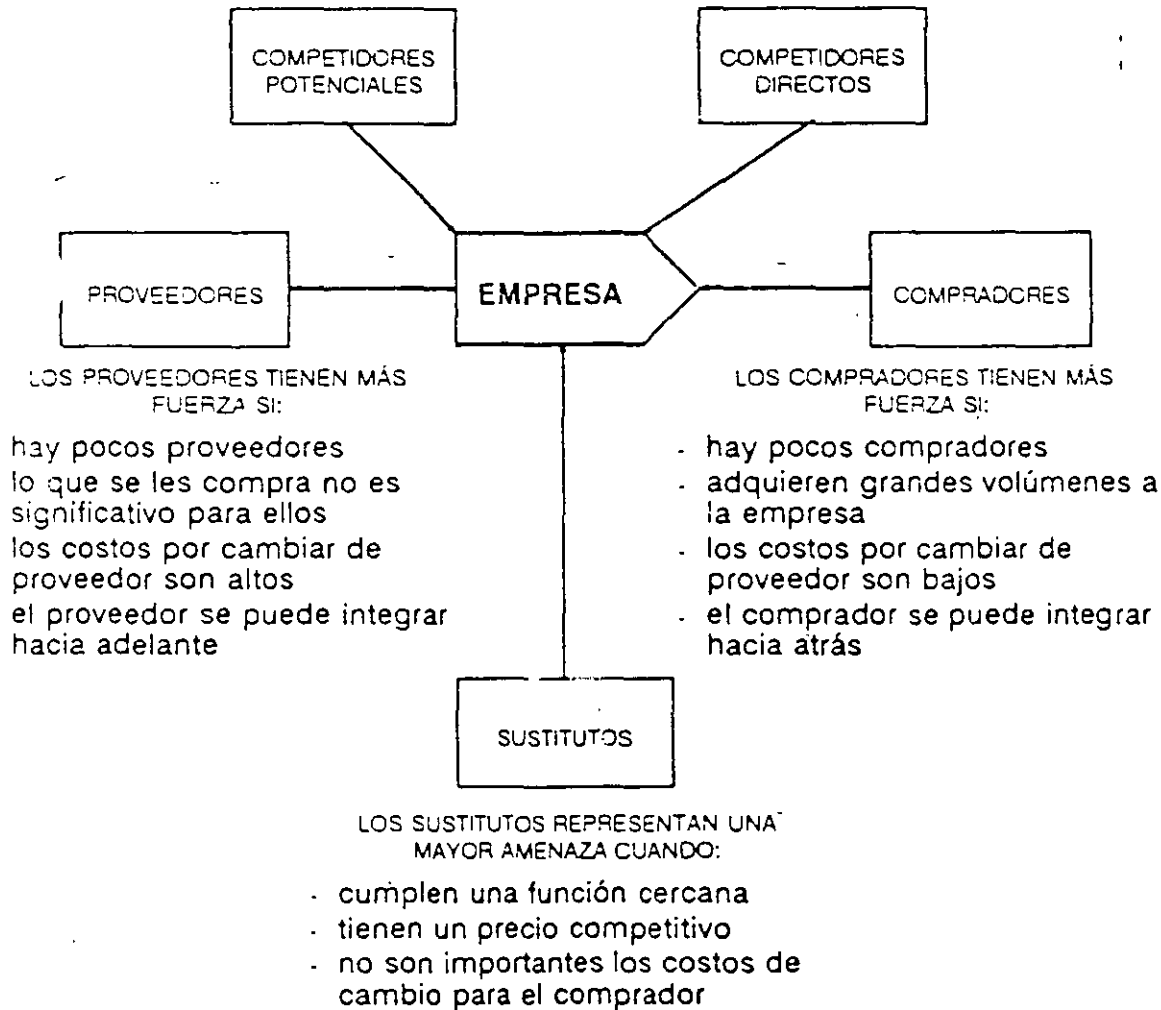 COMPETIDORES
POTENCIALES
COMPETIDORES
DIRECTOS
PROVEEDORES
EMPRESA
COMPRADORES
LOS PROVEEDORES TIENEN MÁS
FUERZA SI:
hay pocos proveedores
lo que se les compra no es
significativo para ellos
los costos por cambiar de
proveedor son altos
el proveedor se puede integrar
hacia adelante
LOS COMPRADORES TIENEN MÁS
FUERZA SI:
- hay pocos compradores
- adquieren grandes volúmenes a
la empresa
- los costos por cambiar de
proveedor son bajos
- el comprador se puede integrar
hacia atrás
SUSTITUTOS
LOS SUSTITUTOS REPRESENTAN UNA
MAYOR AMENAZA CUANDO:
- cumplen una función cercana
- tienen un precio competitivo
- no son importantes los costos de
cambio para el comprador